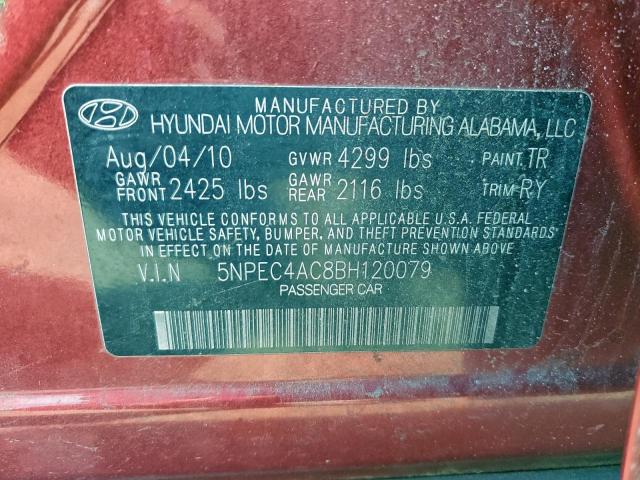 MANUFACTURED BY
HYUNDAI MOTOR MANUFACTURING ALABAMA, LLC
Aug/04/10 GVWR 4299 lbs PAINT: TR
GAWR FRONT 2425 lbs GAWR REAR 2116 lbs TRIM: RY
THIS VEHICLE CONFORMS TO ALL APPLICABLE U.S.A. FEDERAL
MOTOR VEHICLE SAFETY, BUMPER, AND THEFT PREVENTION STANDARDS
IN EFFECT ON THE DATE OF MANUFACTURE SHOWN ABOVE.
V.I.N 5NPEC4AC8BH120079
PASSENGER CAR